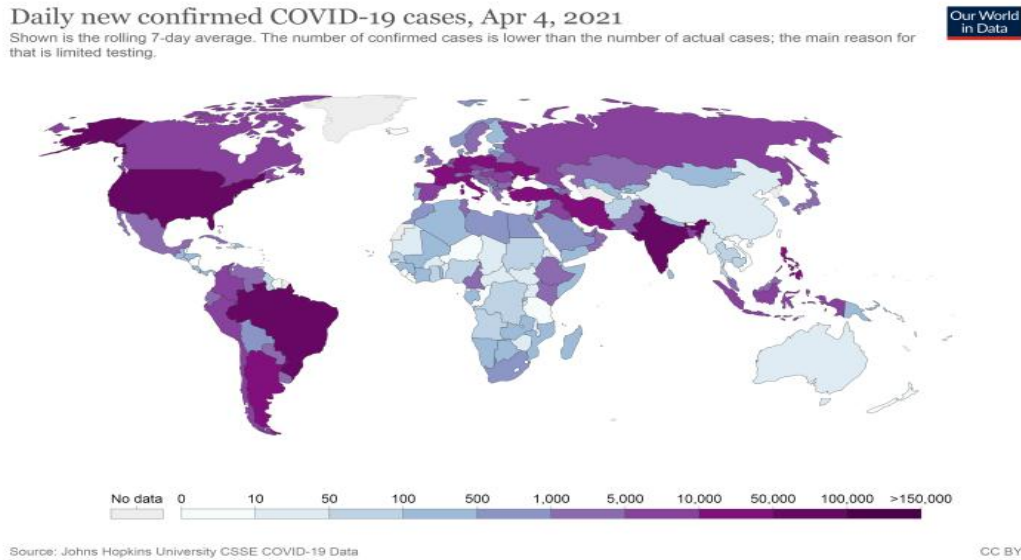 Daily new confirmed COVID-19 cases, Apr 4, 2021
Our World
in Data
Shown is the rolling 7-day average. The number of confirmed cases is lower than the number of actual cases; the main reason for
that is limited testing.
No data 0 10 50 100 500 1,000 5,000 10,000 50,000 100,000 >150,000
Source: Johns Hopkins University CSSE COVID-19 Data CC BY